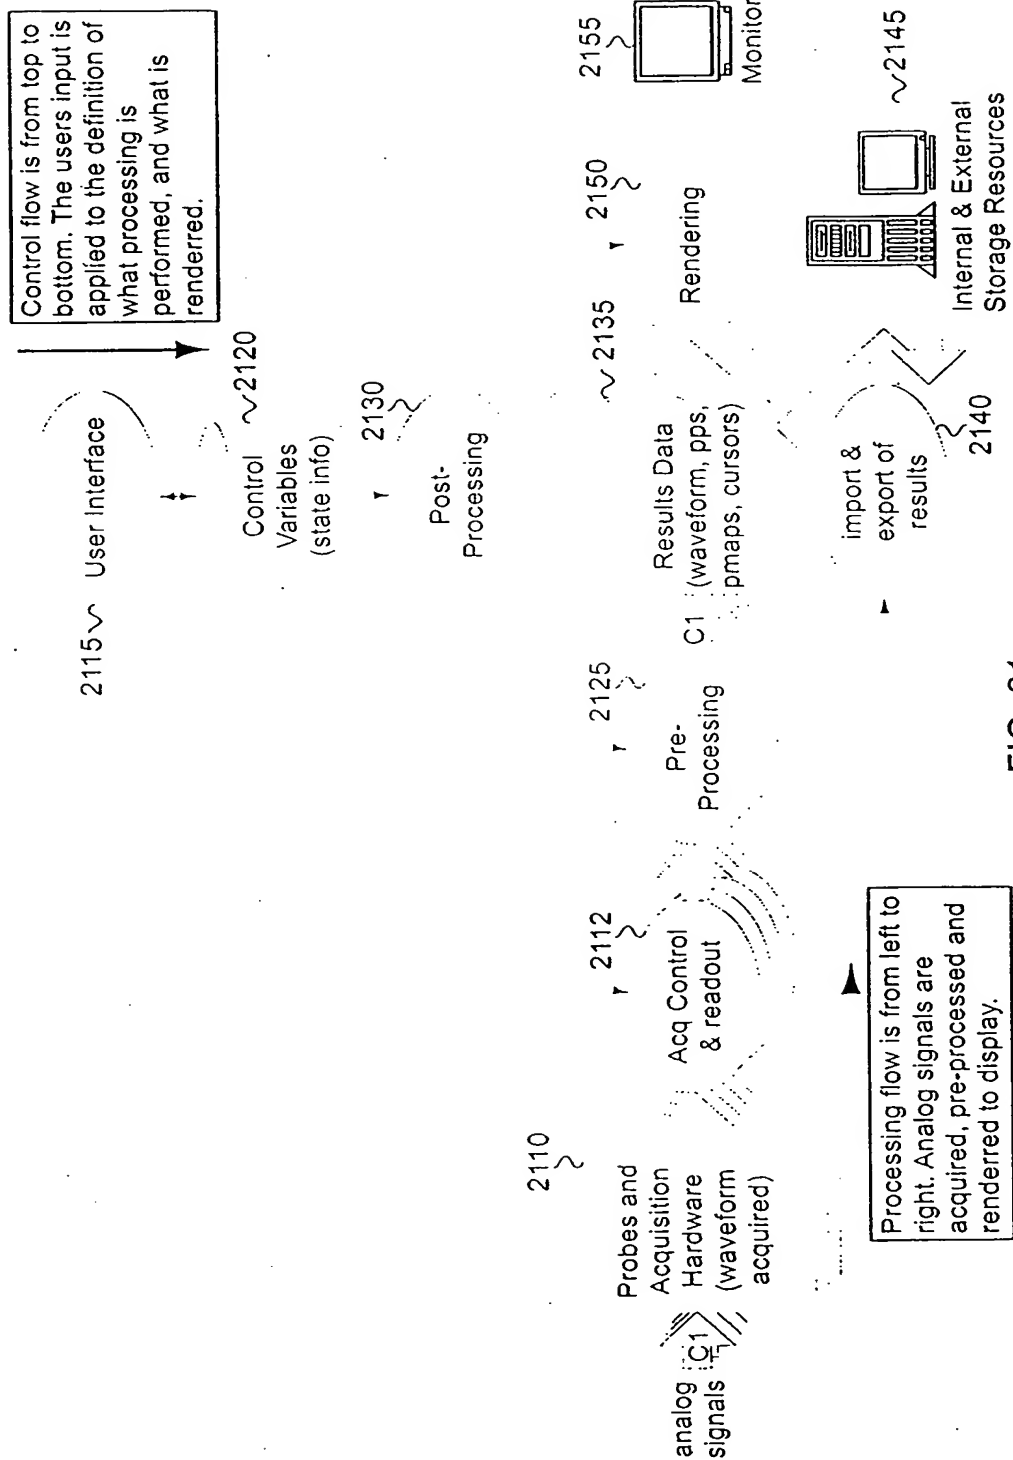 Control flow is from top to
bottom. The users input is
applied to the definition of
what processing is
performed, and what is
rendered.
2115
User Interface
2120
Control
Variables
(state info)
2130
Post-
Processing
2110
Probes and
Acquisition
Hardware
(waveform
acquired)
analog
signals
C1
2112
Acq Control
& readout
2125
Pre-
Processing
C1
2135
Results Data
(waveform, pps,
pmaps, cursors)
2150
Rendering
2155
Monitor
import &
export of
results
2140
2145
Internal & External
Storage Resources
Processing flow is from left to
right. Analog signals are
acquired, pre-processed and
renderred to display.
FIG.